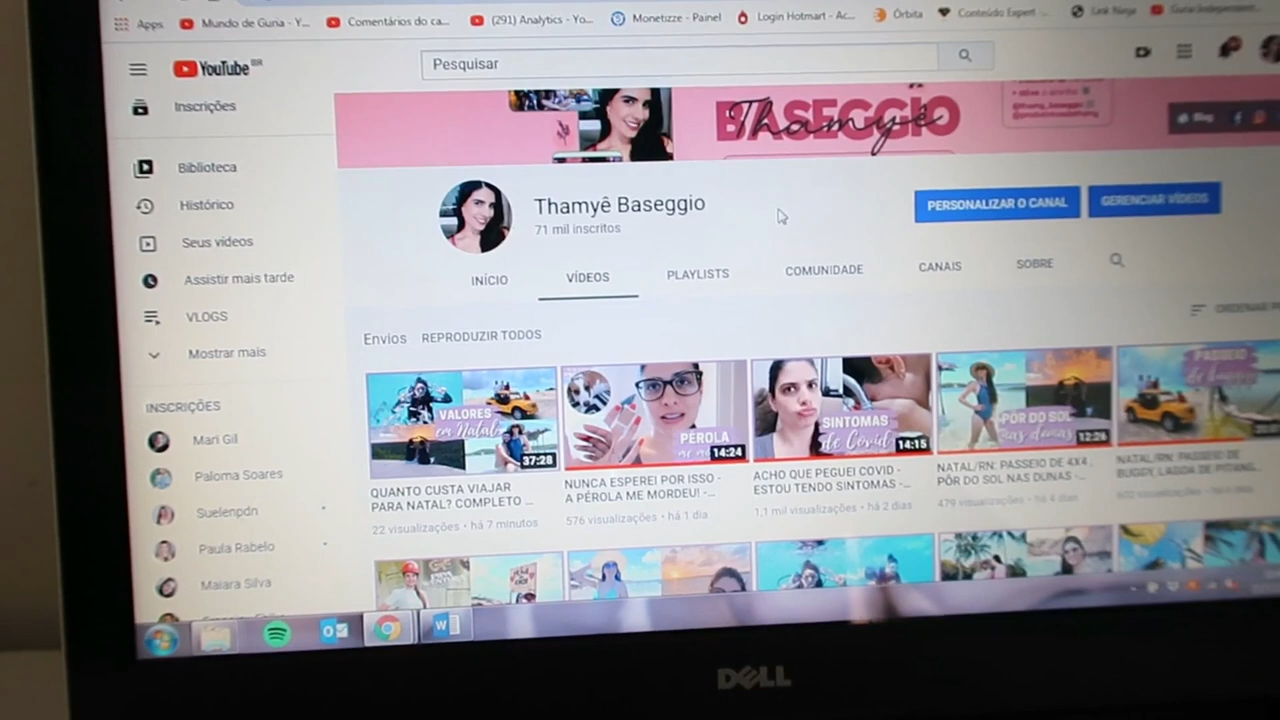 Apps
Mundo de Guna - Y...
Comentários do ca...
(291) Analytics - Yo...
Monetizze - Painel
Login Hotmart - Ac...
Órbita
Conteúdo Expert -...
Link Ninja
YouTube BR
Pesquisar
Inscrições
Biblioteca
Histórico
Seus vídeos
Assistir mais tarde
VLOGS
Mostrar mais
INSCRIÇÕES
Mari Gil
Paloma Soares
Suelenpdn
Paula Rabelo
Maiara Silva
BASEGGIO
Thamyê
Blog
Thamyê Baseggio
71 mil inscritos
PERSONALIZAR O CANAL
GERENCIAR VÍDEOS
INÍCIO
VÍDEOS
PLAYLISTS
COMUNIDADE
CANAIS
SOBRE
Envios
REPRODUZIR TODOS
VALORES
em Natal
37:28
PÉROLA
14:24
SINTOMAS
de Covid
14:15
PÔR DO SOL
nas dunas
12:26
PASSEIO
QUANTO CUSTA VIAJAR
PARA NATAL? COMPLETO ...
22 visualizações • há 7 minutos
NUNCA ESPEREI POR ISSO -
A PÉROLA ME MORDEU! -...
576 visualizações • há 1 dia
ACHO QUE PEGUEI COVID -
ESTOU TENDO SINTOMAS -...
1,1 mil visualizações • há 2 dias
NATAL/RN: PASSEIO DE 4X4,
PÔR DO SOL NAS DUNAS -...
479 visualizações • há 4 dias
NATAL/RN: PASSEIO DE
BUGGY, LAGOA DE PITANG...
DELL